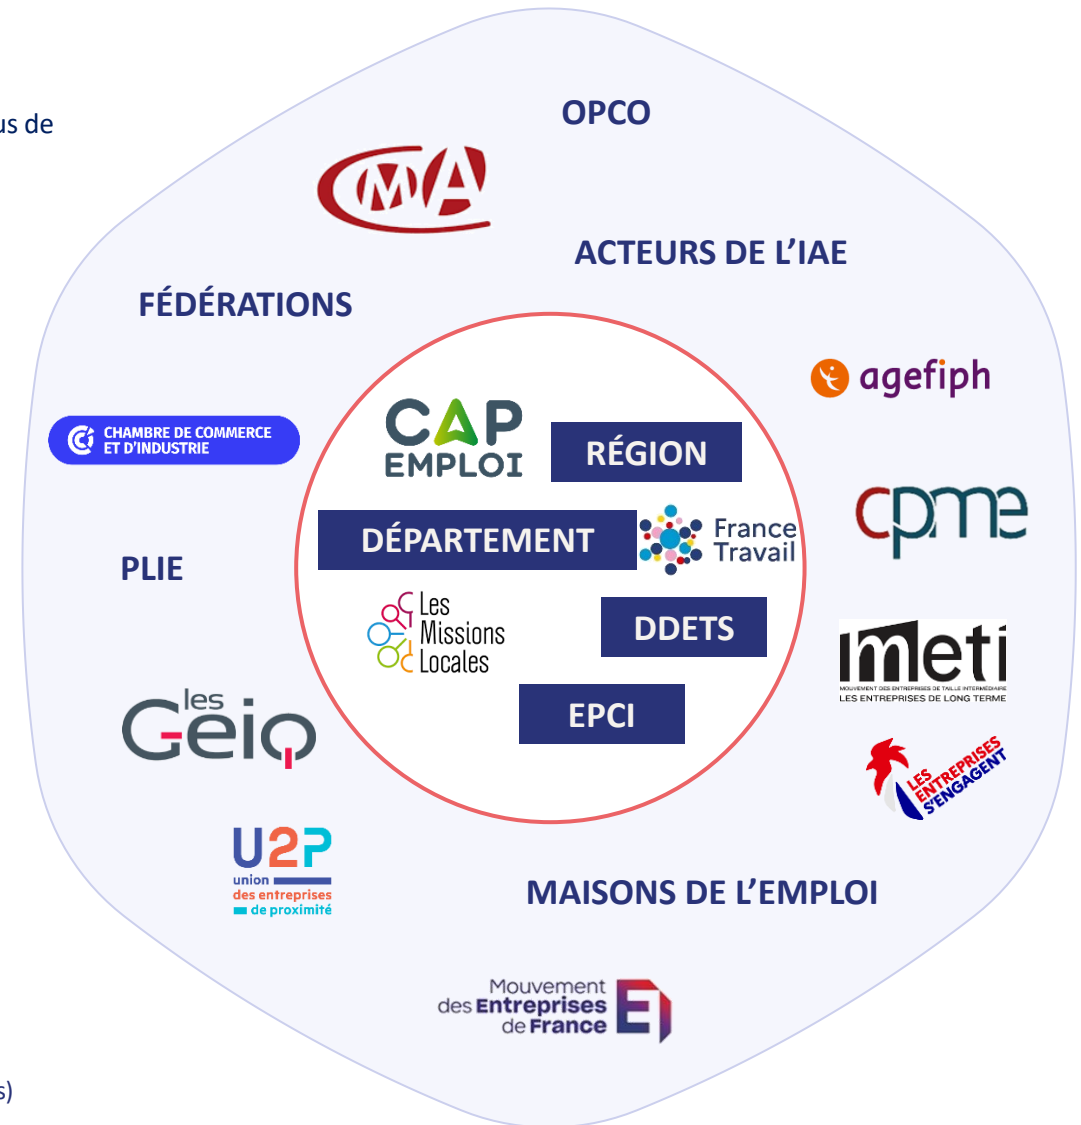 us de
OPCO
CMA
ACTEURS DE L’IAE
FÉDÉRATIONS
agefiph
CHAMBRE DE COMMERCE
ET D'INDUSTRIE
CAP
EMPLOI
RÉGION
cpme
DÉPARTEMENT
France
Travail
PLIE
Les
Missions
Locales
DDETS
meti
MOUVEMENT DES ENTREPRISES DE TAILLE INTERMÉDIAIRE
LES ENTREPRISES DE LONG TERME
les
Geiq
EPCI
LES
ENTREPRISES
S'ENGAGENT
U2P
union
des entreprises
de proximité
MAISONS DE L’EMPLOI
Mouvement
des Entreprises
de France
s)